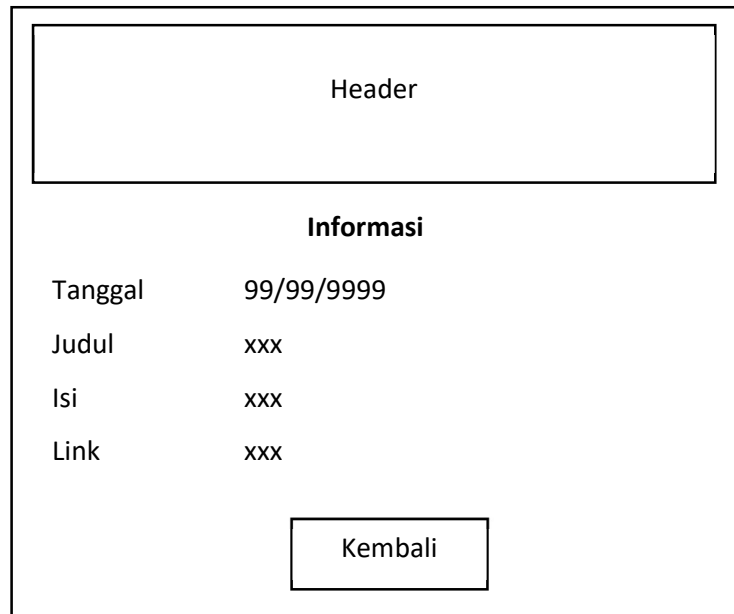 Header
Informasi
Tanggal 99/99/9999
Judul xxx
Isi xxx
Link xxx
Kembali